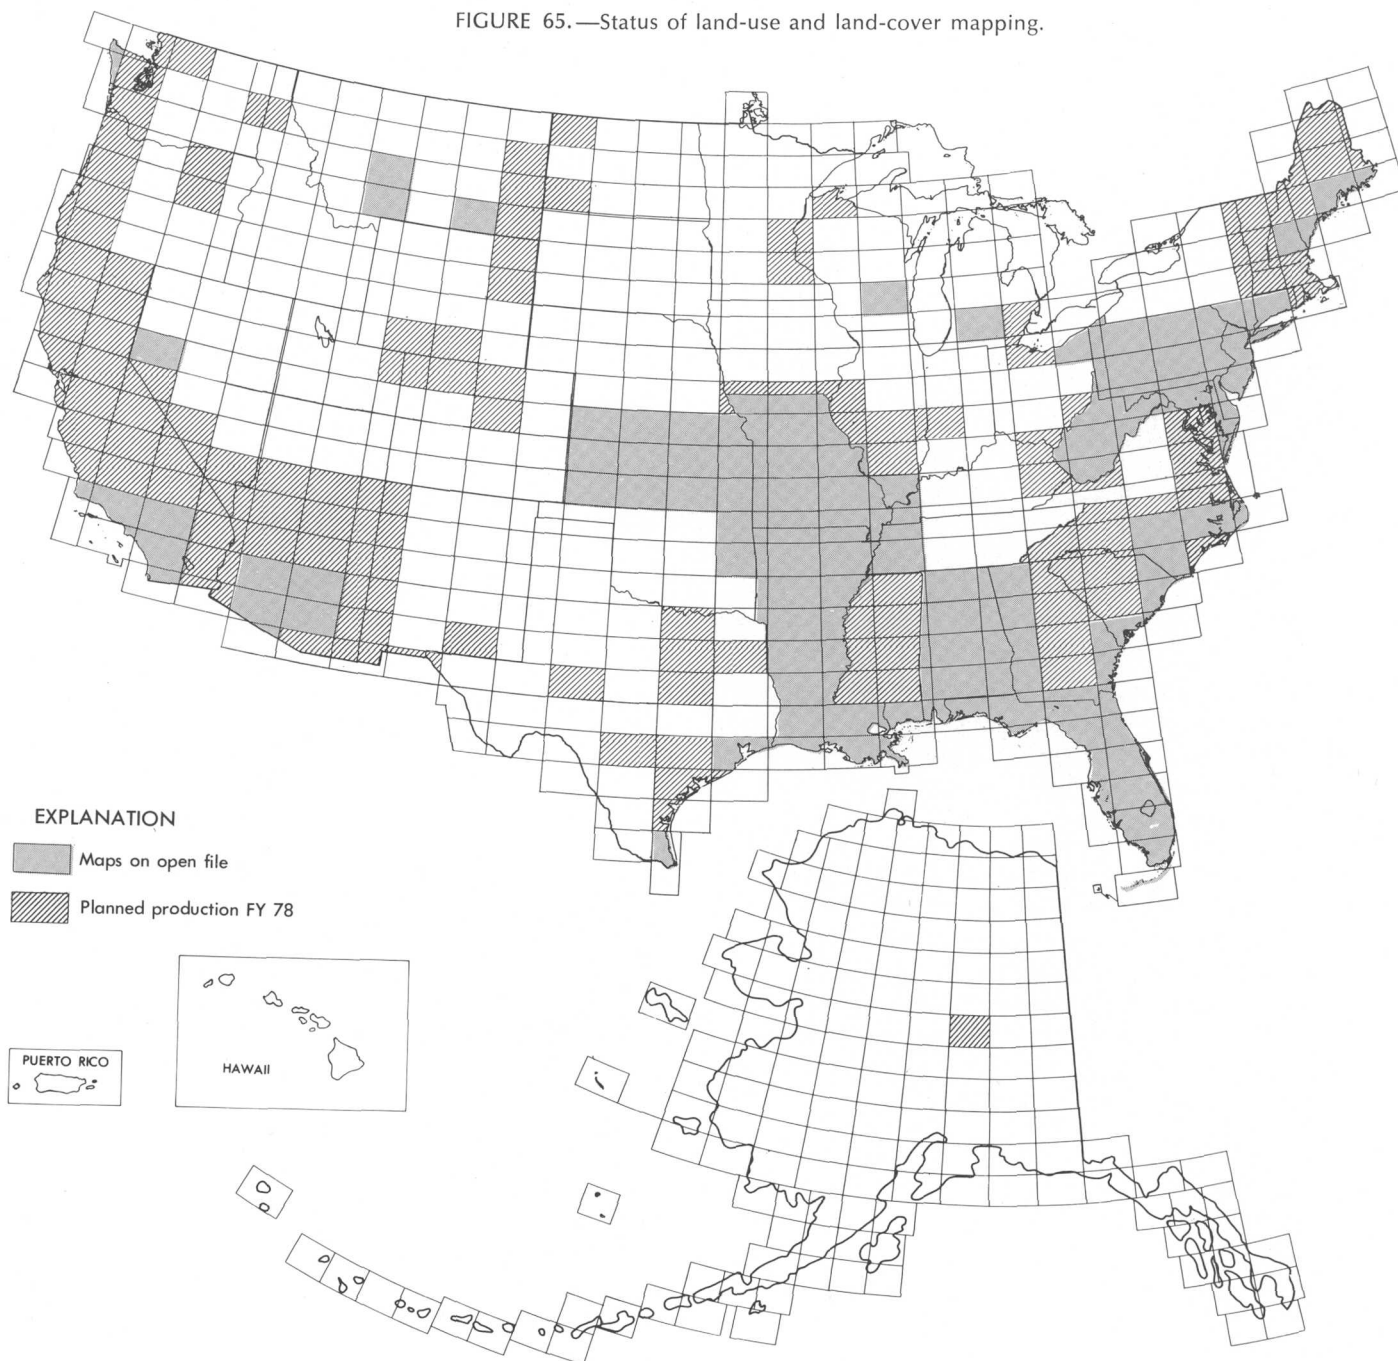 FIGURE 65.—Status of land-use and land-cover mapping.
EXPLANATION
Maps on open file
Planned production FY 78
PUERTO RICO
HAWAII